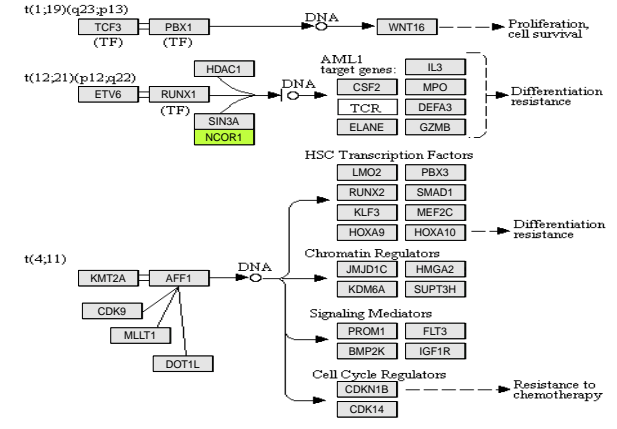 t(1;19)(q23;p13)
TCF3 PBX1 DNA WNT16 Proliferation,
(TF) (TF) cell survival
t(12;21)(p12;q22)
HDAC1
ETV6 RUNX1 DNA
(TF)
SIN3A
NCOR1
AML1
target genes: IL3
CSF2 MPO
TCR DEFA3
ELANE GZMB
Differentiation
resistance
HSC Transcription Factors
LMO2 PBX3
RUNX2 SMAD1
KLF3 MEF2C
HOXA9 HOXA10
Differentiation
resistance
t(4;11)
KMT2A AFF1 DNA
CDK9
MLLT1
DOT1L
Chromatin Regulators
JMJD1C HMGA2
KDM6A SUPT3H
Signaling Mediators
PROM1 FLT3
BMP2K IGF1R
Cell Cycle Regulators
CDKN1B
CDK14
Resistance to
chemotherapy